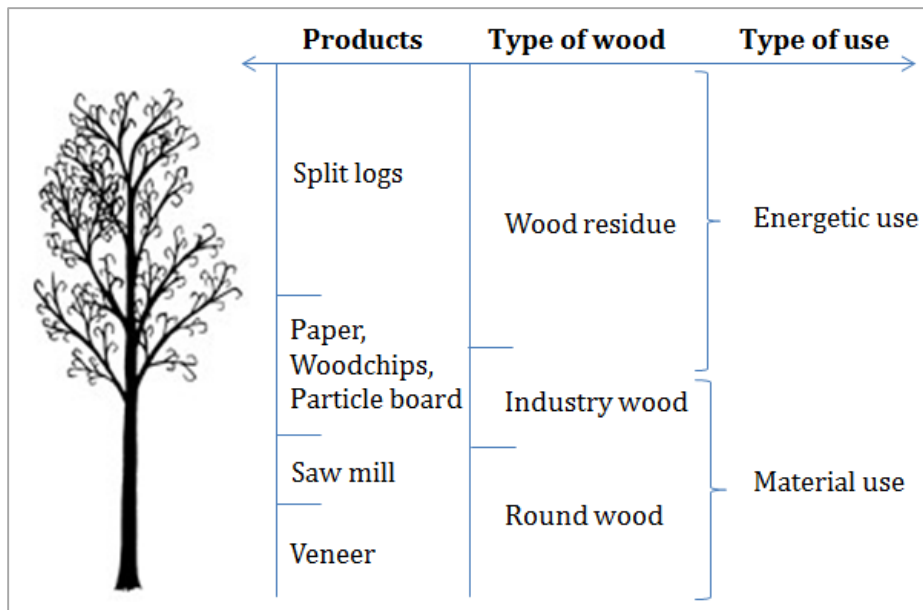 Products Type of wood Type of use
Split logs
Wood residue
Energetic use
Paper,
Woodchips,
Particle board
Industry wood
Saw mill
Material use
Round wood
Veneer